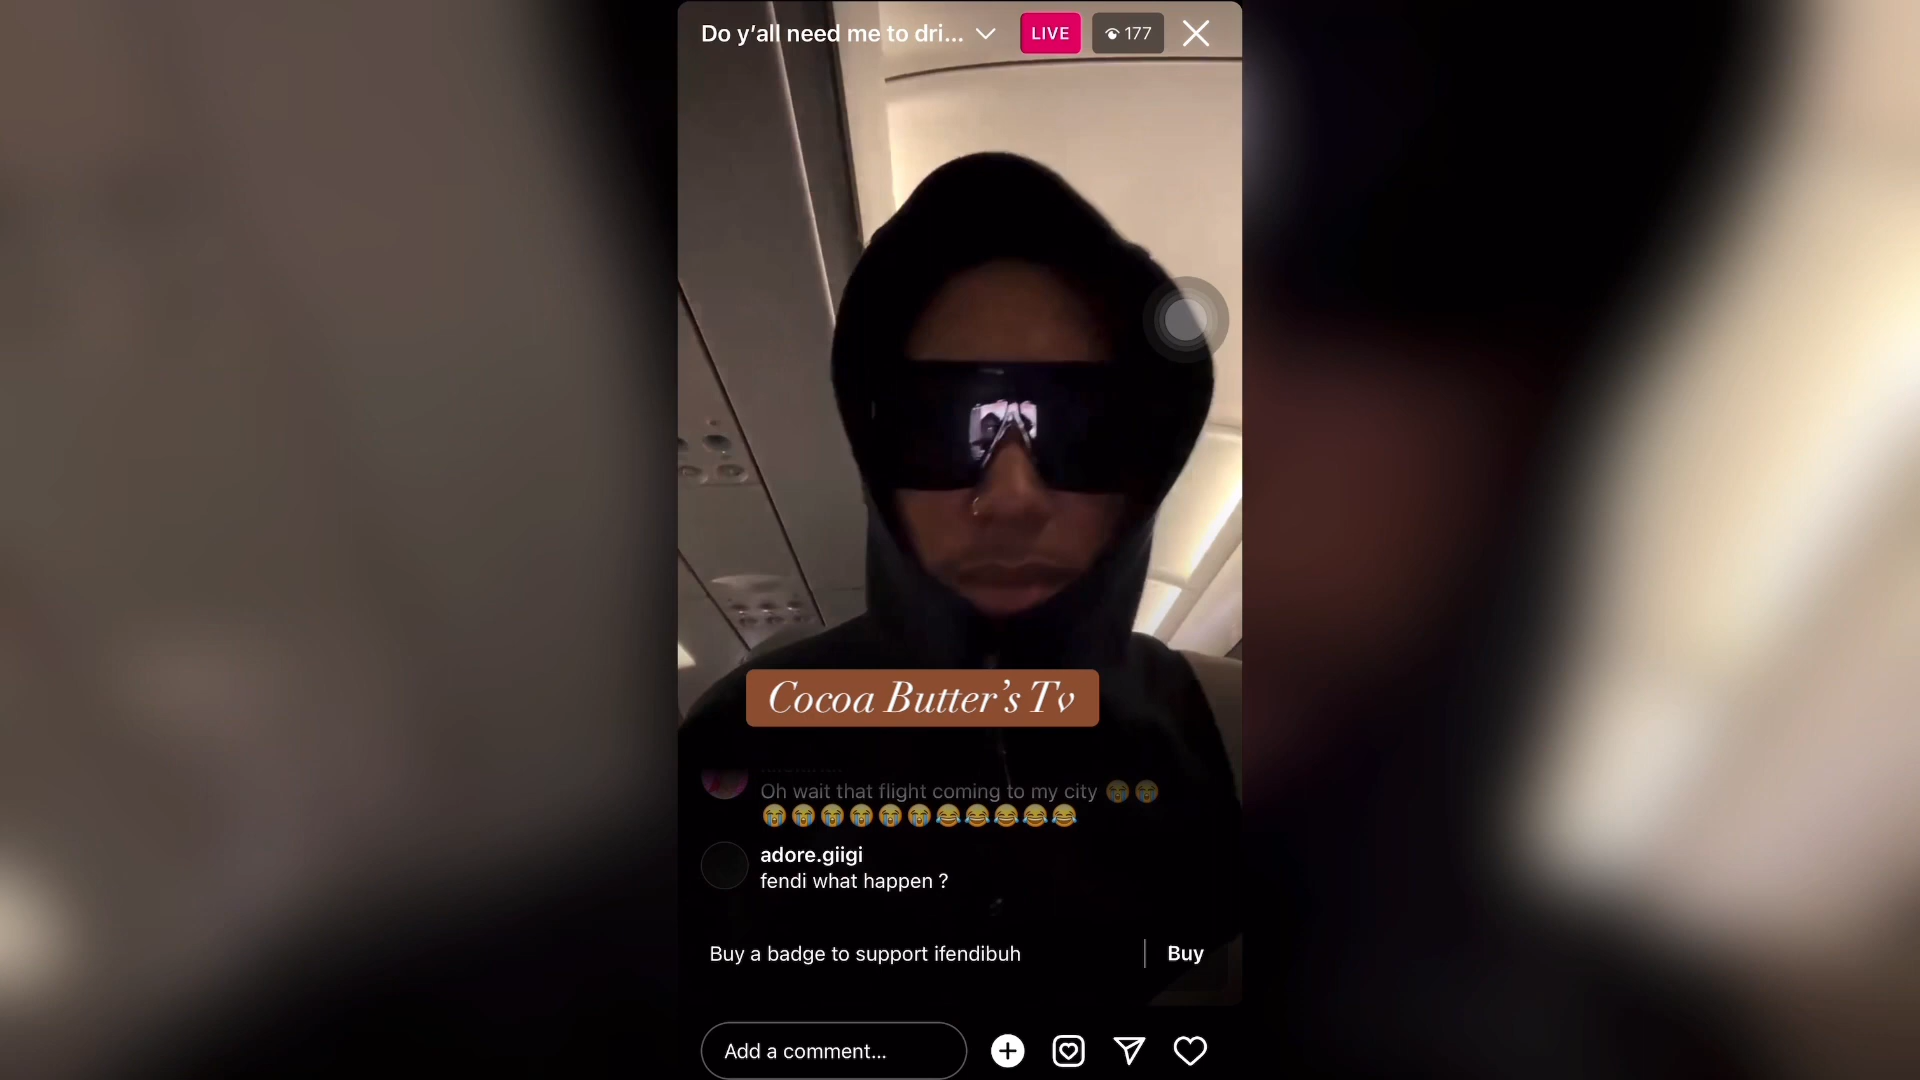 Do y'all need me to dri...
LIVE
177
Cocoa Butter's Tv
Oh wait that flight coming to my city 😭😭
😭😭😭😭😭😭😂😂😂😂😂
adore.giigi
fendi what happen ?
Buy a badge to support ifendibuh
Buy
Add a comment...